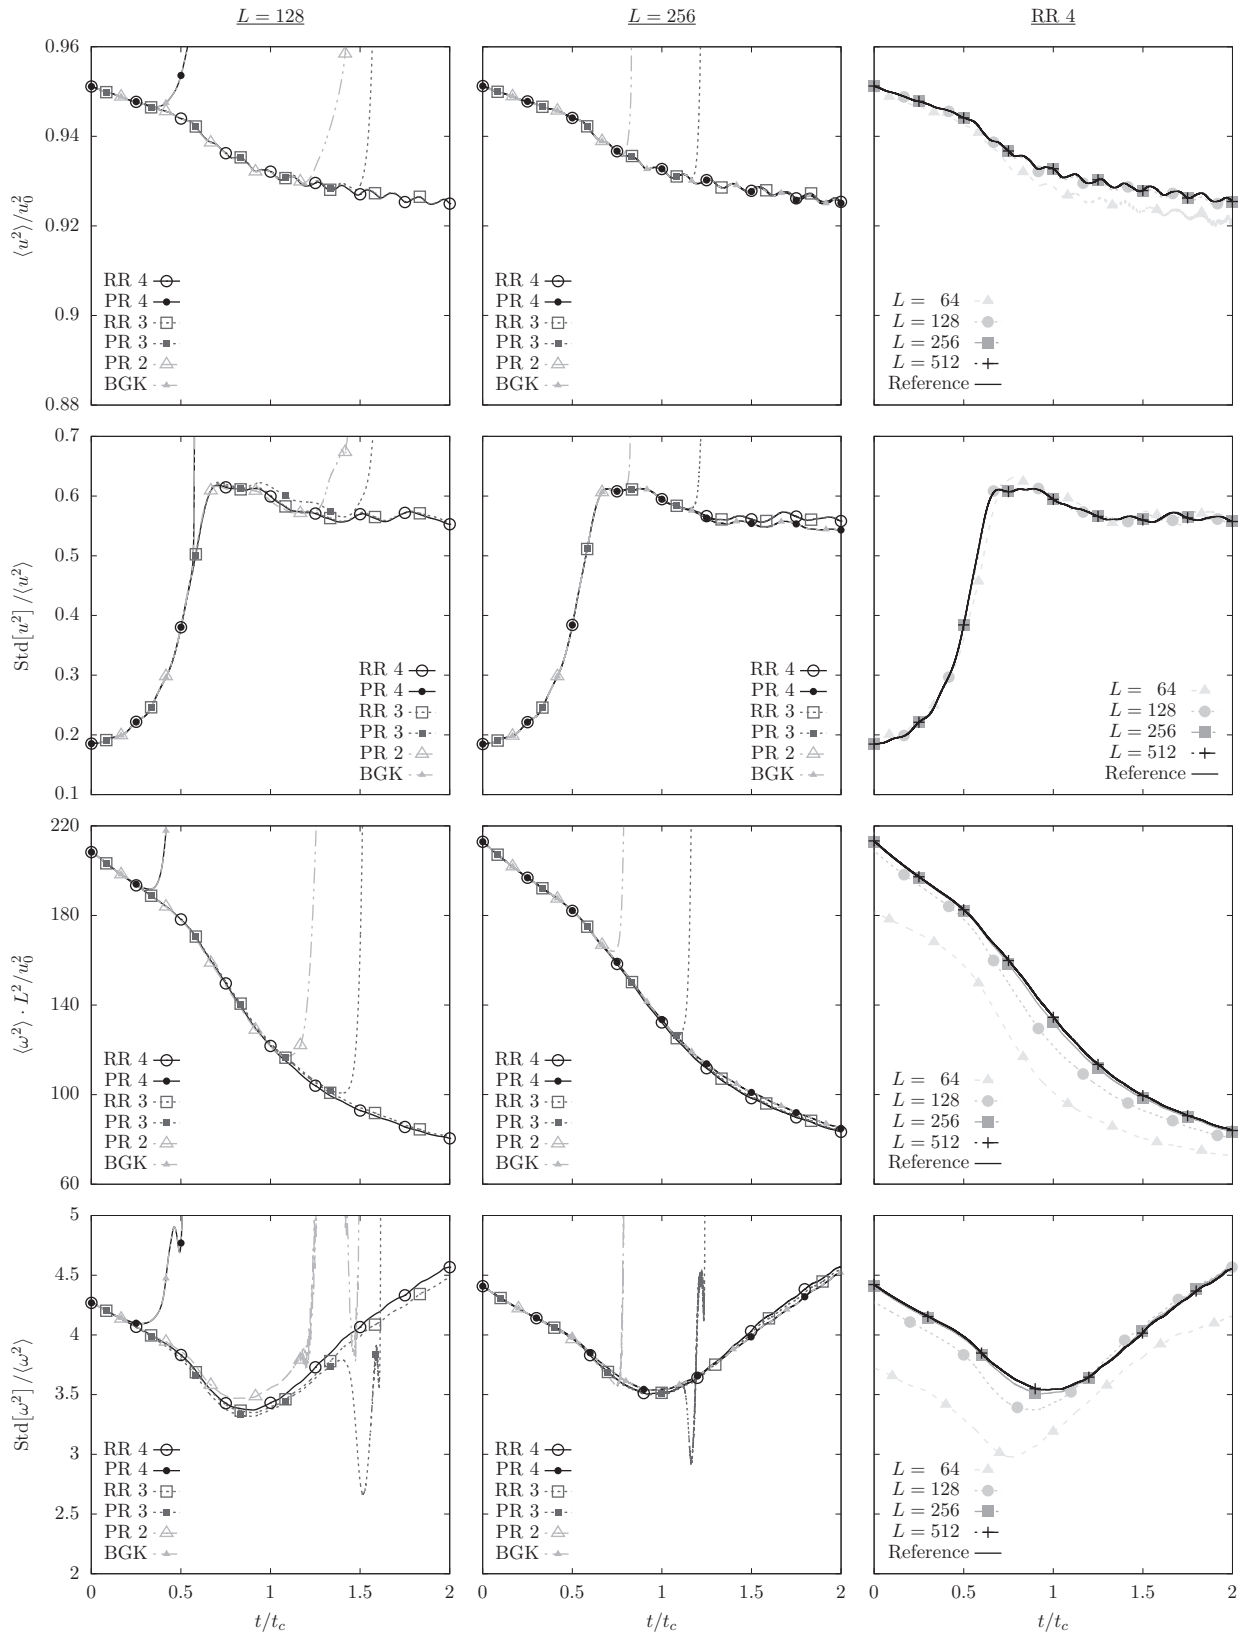 L = 128
L = 256
RR 4
0.96
0.94
0.92
0.9
0.88
⟨u²⟩/u₀²
RR 4
PR 4
RR 3
PR 3
PR 2
BGK
RR 4
PR 4
RR 3
PR 3
PR 2
BGK
L = 64
L = 128
L = 256
L = 512
Reference
0.7
0.6
0.5
0.4
0.3
0.2
0.1
Std[u²]/⟨u²⟩
RR 4
PR 4
RR 3
PR 3
PR 2
BGK
RR 4
PR 4
RR 3
PR 3
PR 2
BGK
L = 64
L = 128
L = 256
L = 512
Reference
220
180
140
100
60
⟨ω²⟩ · L²/u₀²
RR 4
PR 4
RR 3
PR 3
PR 2
BGK
RR 4
PR 4
RR 3
PR 3
PR 2
BGK
L = 64
L = 128
L = 256
L = 512
Reference
5
4.5
4
3.5
3
2.5
2
Std[ω²]/⟨ω²⟩
RR 4
PR 4
RR 3
PR 3
PR 2
BGK
RR 4
PR 4
RR 3
PR 3
PR 2
BGK
L = 64
L = 128
L = 256
L = 512
Reference
0 0.5 1 1.5 2
0 0.5 1 1.5 2
0 0.5 1 1.5 2
t/t_c
t/t_c
t/t_c